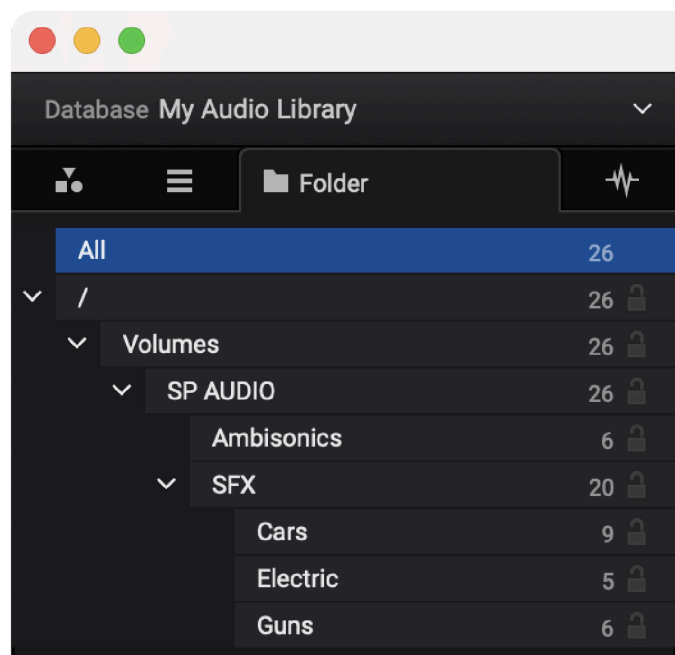 Database My Audio Library
Folder
All 26
/ 26
Volumes 26
SP AUDIO 26
Ambisonics 6
SFX 20
Cars 9
Electric 5
Guns 6